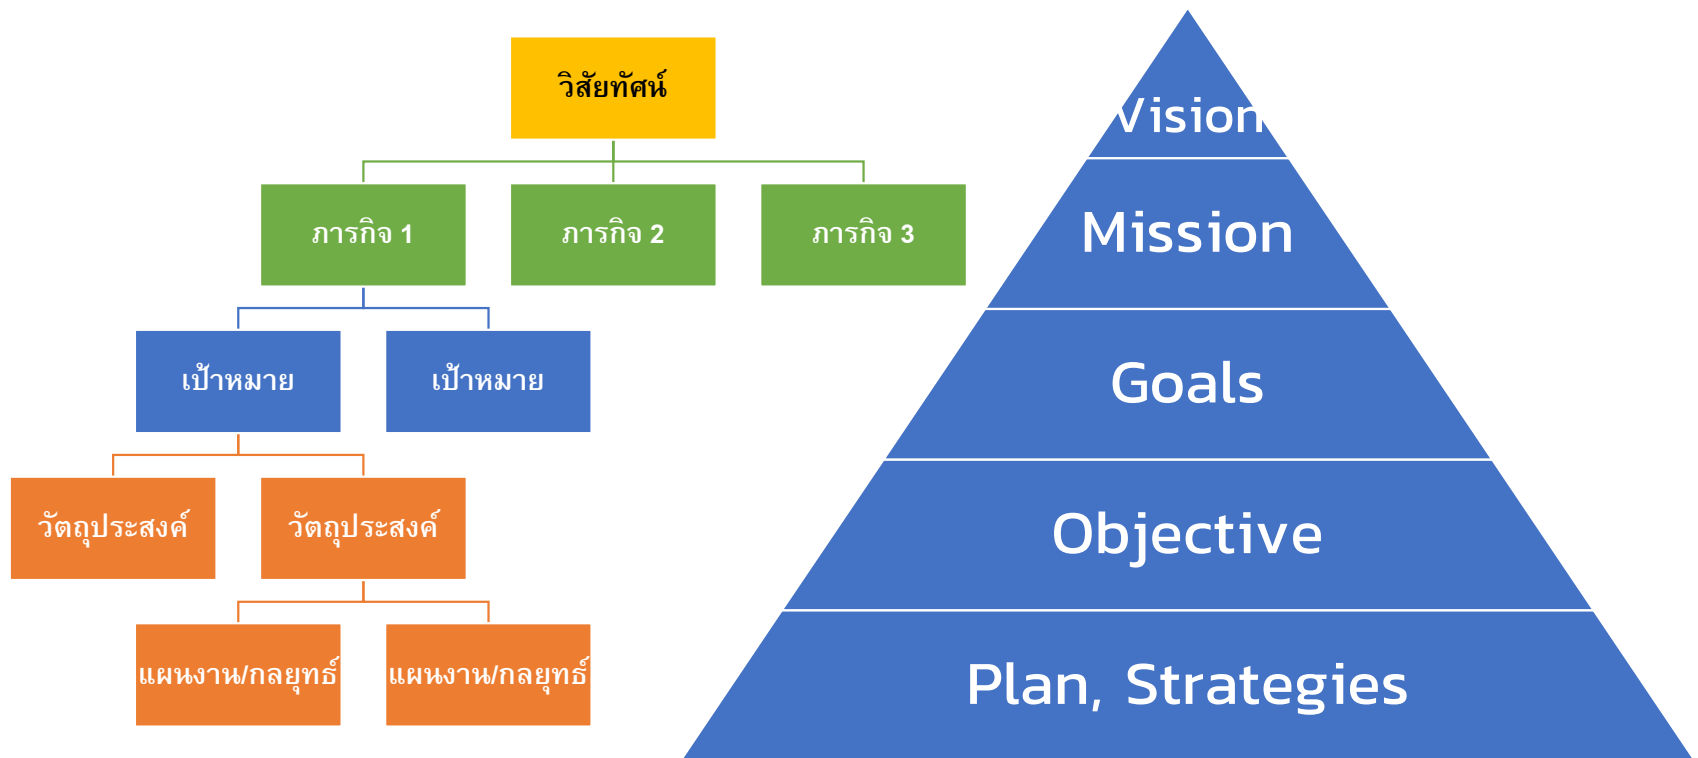 วิสัยทัศน์
ภารกิจ 1
ภารกิจ 2
ภารกิจ 3
เป้าหมาย
เป้าหมาย
วัตถุประสงค์
วัตถุประสงค์
แผนงาน/กลยุทธ์
แผนงาน/กลยุทธ์
Vision
Mission
Goals
Objective
Plan, Strategies